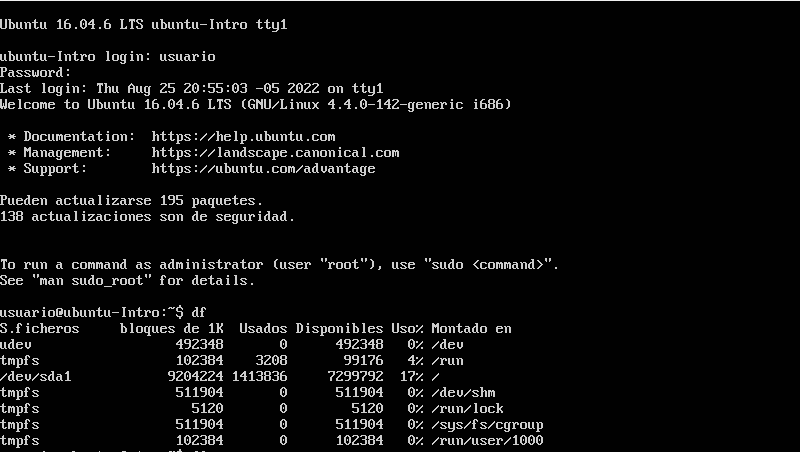 Ubuntu 16.04.6 LTS ubuntu-Intro tty1
ubuntu-Intro login: usuario
Password:
Last login: Thu Aug 25 20:55:03 -05 2022 on tty1
Welcome to Ubuntu 16.04.6 LTS (GNU/Linux 4.4.0-142-generic i686)
* Documentation:  https://help.ubuntu.com
* Management:     https://landscape.canonical.com
* Support:        https://ubuntu.com/advantage
Pueden actualizarse 195 paquetes.
138 actualizaciones son de seguridad.
To run a command as administrator (user "root"), use "sudo <command>".
See "man sudo_root" for details.
usuario@ubuntu-Intro:~$ df
S.ficheros     bloques de 1K  Usados Disponibles Uso% Montado en
udev                  492348       0      492348   0% /dev
tmpfs                 102384    3208       99176   4% /run
/dev/sda1            9204224 1413836     7299792  17% /
tmpfs                 511904       0      511904   0% /dev/shm
tmpfs                   5120       0        5120   0% /run/lock
tmpfs                 511904       0      511904   0% /sys/fs/cgroup
tmpfs                 102384       0      102384   0% /run/user/1000